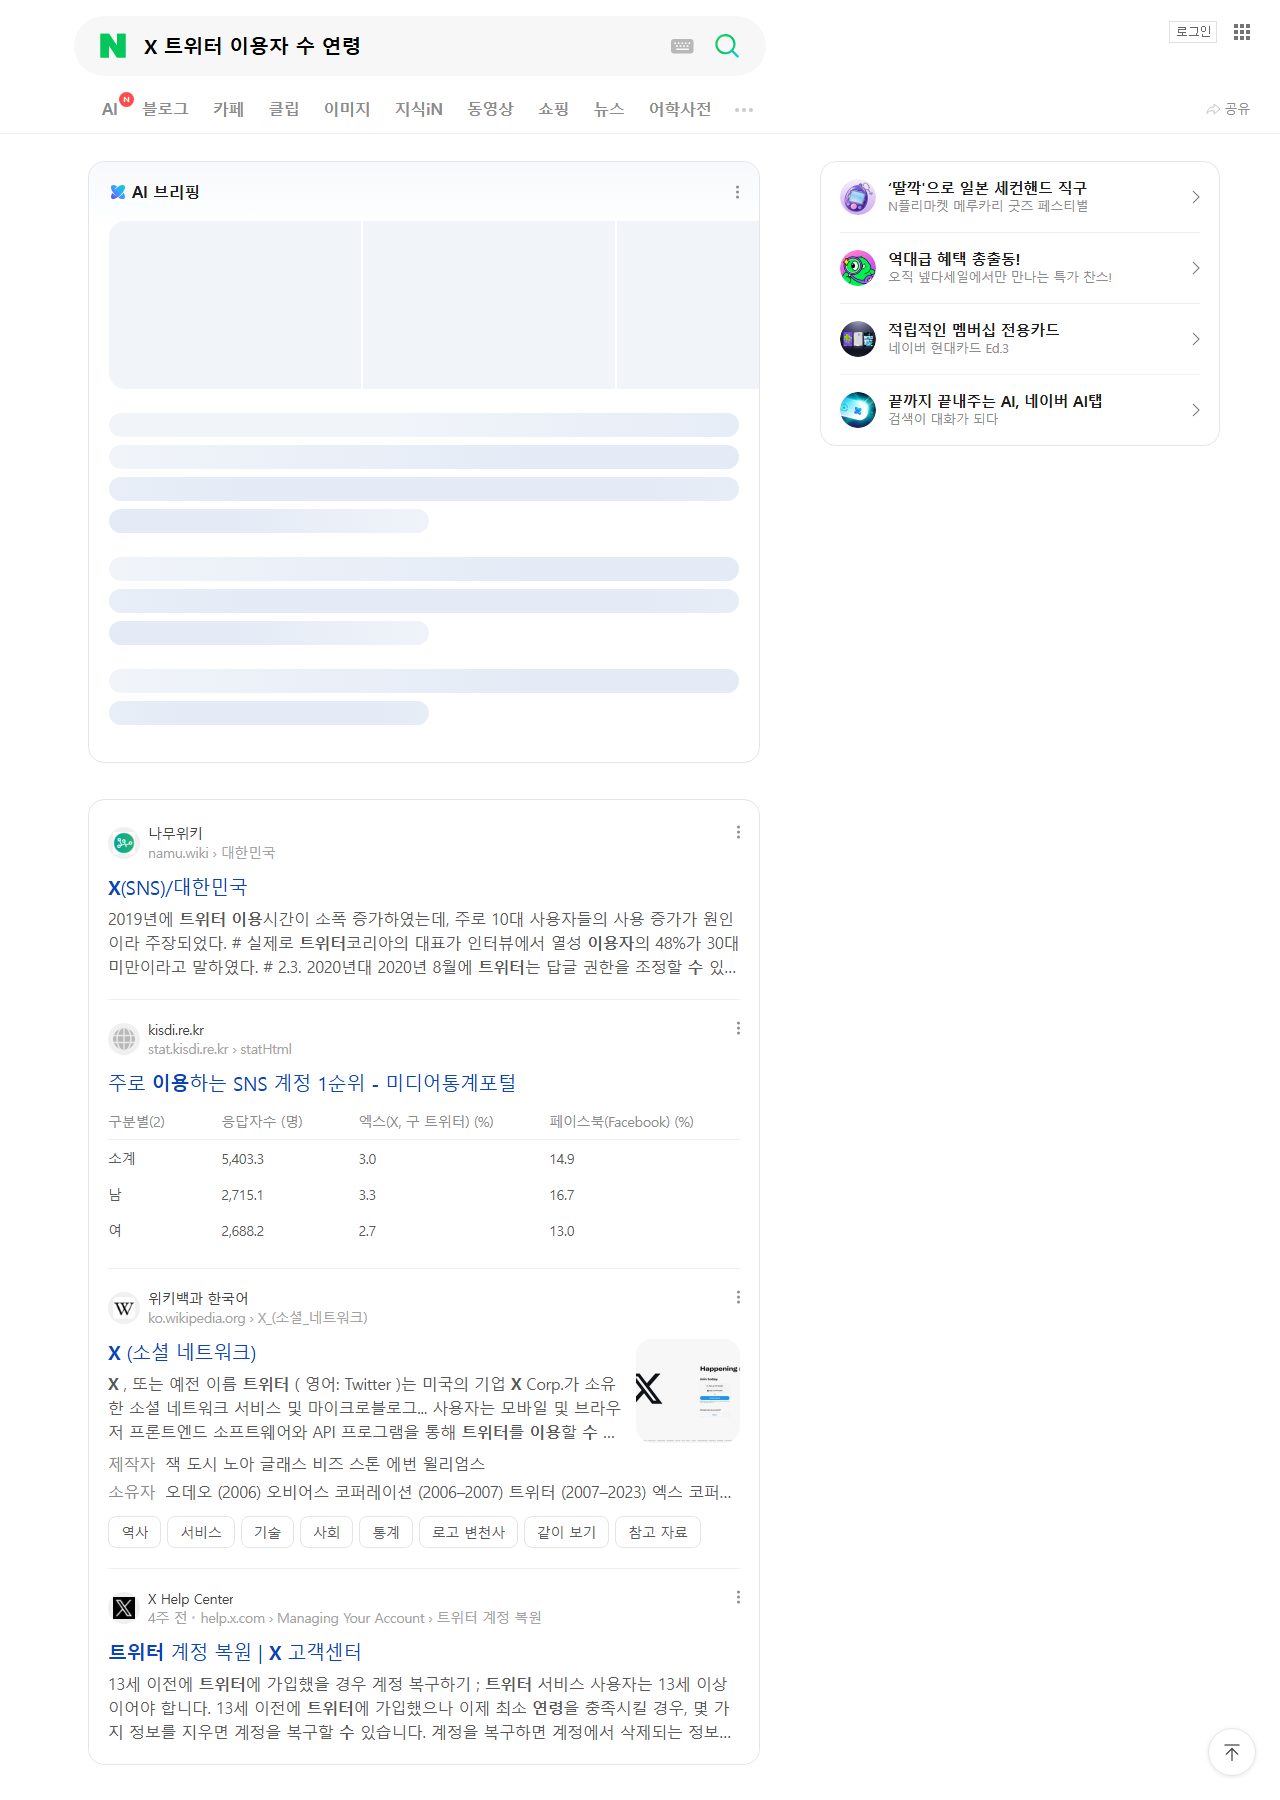 X 트위터 이용자 수 연령
로그인
AI
N
블로그
카페
클립
이미지
지식iN
동영상
쇼핑
뉴스
어학사전
공유
AI 브리핑
‘딸깍'으로 일본 세컨핸드 직구
N플리마켓 메루카리 굿즈 페스티벌
역대급 혜택 총출동!
오직 넾다세일에서만 만나는 특가 찬스!
적립적인 멤버십 전용카드
네이버 현대카드 Ed.3
끝까지 끝내주는 AI, 네이버 AI탭
검색이 대화가 되다
나무위키
namu.wiki › 대한민국
X(SNS)/대한민국
2019년에 트위터 이용시간이 소폭 증가하였는데, 주로 10대 사용자들의 사용 증가가 원인
이라 주장되었다. # 실제로 트위터코리아의 대표가 인터뷰에서 열성 이용자의 48%가 30대
미만이라고 말하였다. # 2.3. 2020년대 2020년 8월에 트위터는 답글 권한을 조정할 수 있...
kisdi.re.kr
stat.kisdi.re.kr › statHtml
주로 이용하는 SNS 계정 1순위 - 미디어통계포털
구분별(2) 응답자수 (명) 엑스(X, 구 트위터) (%) 페이스북(Facebook) (%)
소계 5,403.3 3.0 14.9
남 2,715.1 3.3 16.7
여 2,688.2 2.7 13.0
위키백과 한국어
ko.wikipedia.org › X_(소셜_네트워크)
X (소셜 네트워크)
X , 또는 예전 이름 트위터 ( 영어: Twitter )는 미국의 기업 X Corp.가 소유
한 소셜 네트워크 서비스 및 마이크로블로그... 사용자는 모바일 및 브라우
저 프론트엔드 소프트웨어와 API 프로그램을 통해 트위터를 이용할 수 ...
Happening
Join today.
제작자 잭 도시 노아 글래스 비즈 스톤 에번 윌리엄스
소유자 오데오 (2006) 오비어스 코퍼레이션 (2006–2007) 트위터 (2007–2023) 엑스 코퍼...
역사
서비스
기술
사회
통계
로고 변천사
같이 보기
참고 자료
X Help Center
4주 전 · help.x.com › Managing Your Account › 트위터 계정 복원
트위터 계정 복원 | X 고객센터
13세 이전에 트위터에 가입했을 경우 계정 복구하기 ; 트위터 서비스 사용자는 13세 이상
이어야 합니다. 13세 이전에 트위터에 가입했으나 이제 최소 연령을 충족시킬 경우, 몇 가
지 정보를 지우면 계정을 복구할 수 있습니다. 계정을 복구하면 계정에서 삭제되는 정보...